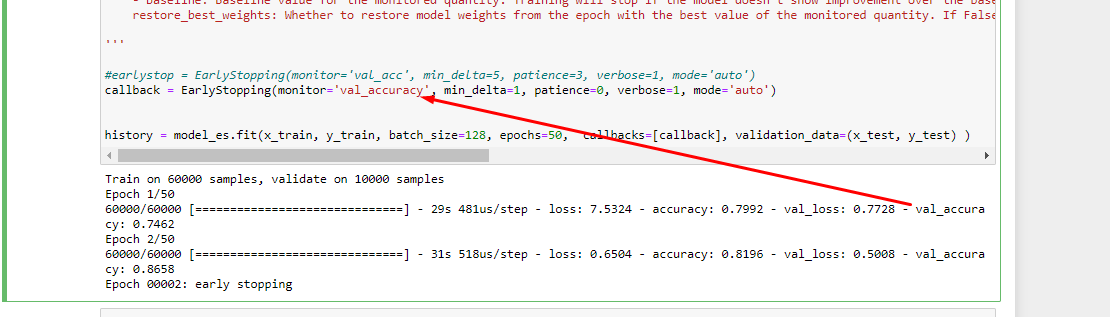 - baseline: Baseline value for the monitored quantity. Training will stop if the model doesn't show improvement over the base
restore_best_weights: Whether to restore model weights from the epoch with the best value of the monitored quantity. If False
'''
#earlystop = EarlyStopping(monitor='val_acc', min_delta=5, patience=3, verbose=1, mode='auto')
callback = EarlyStopping(monitor='val_accuracy', min_delta=1, patience=0, verbose=1, mode='auto')
history = model_es.fit(x_train, y_train, batch_size=128, epochs=50,  callbacks=[callback], validation_data=(x_test, y_test) )
Train on 60000 samples, validate on 10000 samples
Epoch 1/50
60000/60000 [==============================] - 29s 481us/step - loss: 7.5324 - accuracy: 0.7992 - val_loss: 0.7728 - val_accura
cy: 0.7462
Epoch 2/50
60000/60000 [==============================] - 31s 518us/step - loss: 0.6504 - accuracy: 0.8196 - val_loss: 0.5008 - val_accura
cy: 0.8658
Epoch 00002: early stopping